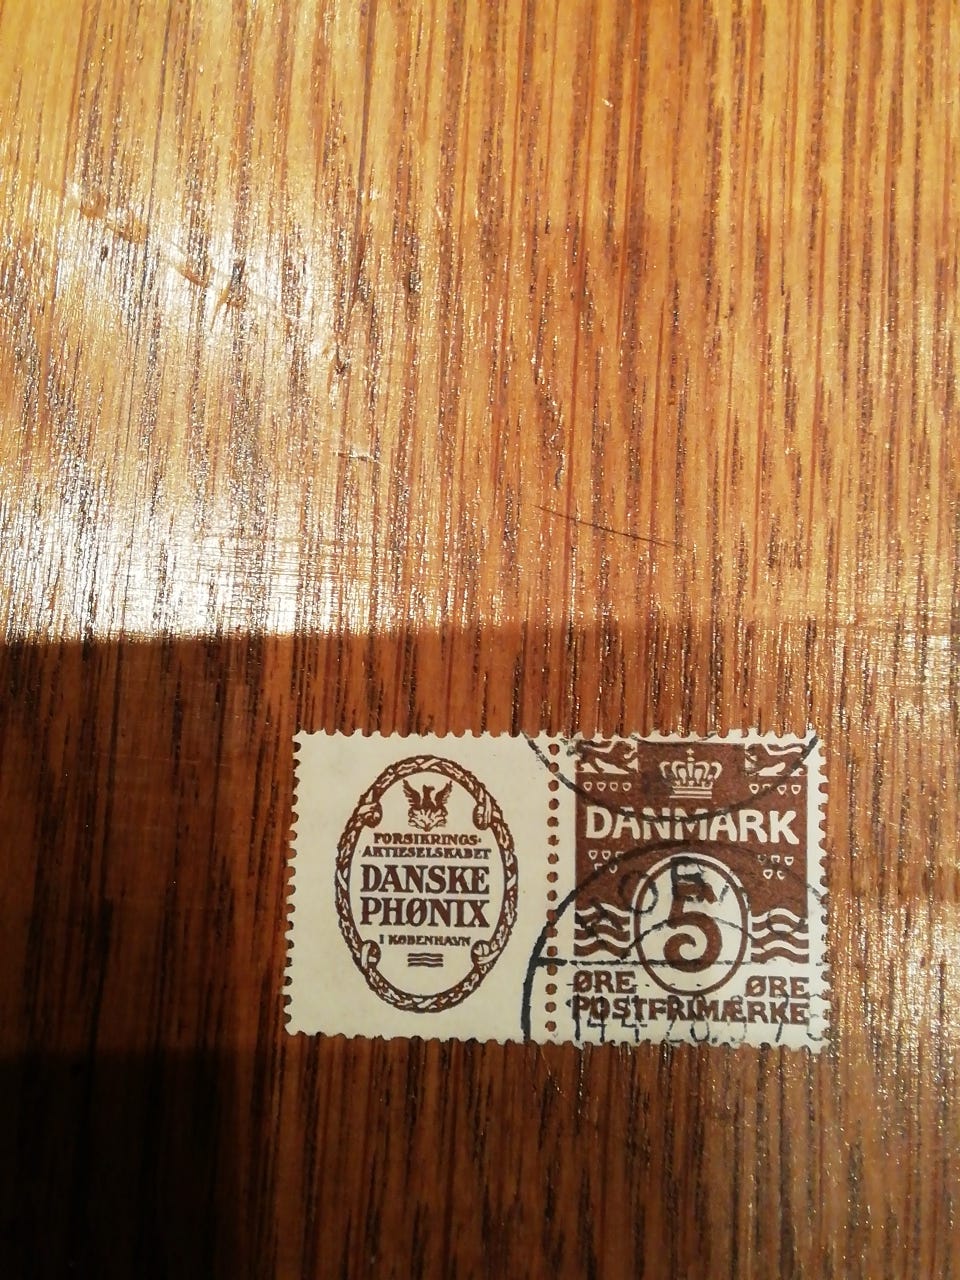 FORSIKRINGS-
AKTIESELSKABET
DANSKE
PHØNIX
I KØBENHAVN
DANMARK
5
ØRE ØRE
POSTFRIMÆRKE